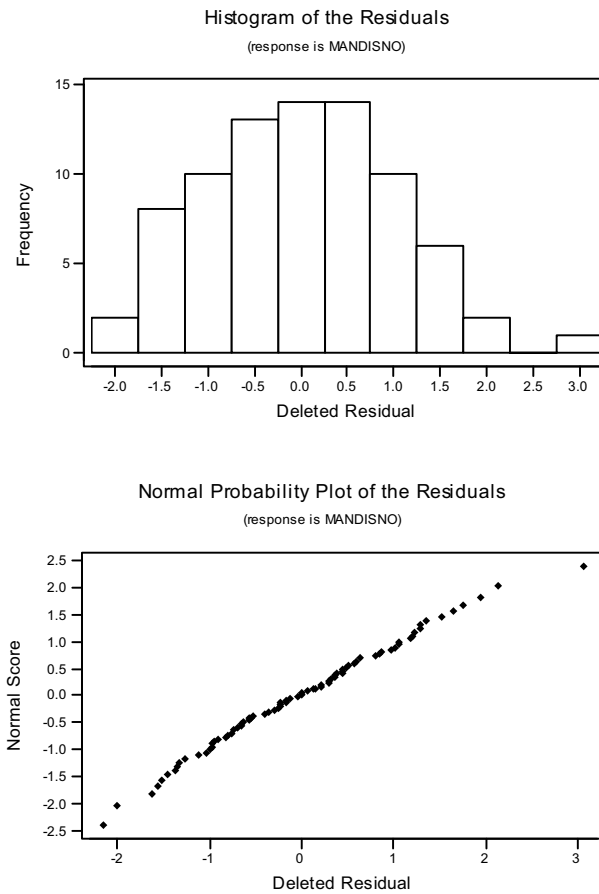 Histogram of the Residuals
(response is MANDISNO)
15
10
5
0
Frequency
-2.0 -1.5 -1.0 -0.5 0.0 0.5 1.0 1.5 2.0 2.5 3.0
Deleted Residual
Normal Probability Plot of the Residuals
(response is MANDISNO)
2.5
2.0
1.5
1.0
0.5
0.0
-0.5
-1.0
-1.5
-2.0
-2.5
Normal Score
-2 -1 0 1 2 3
Deleted Residual